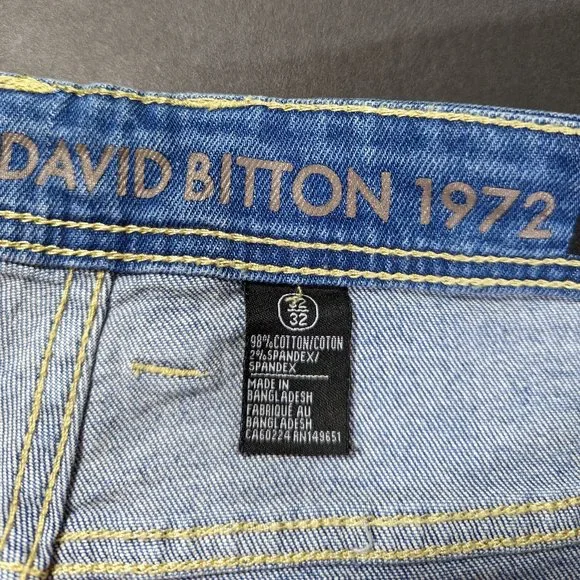 DAVID BITTON 1972
32
32
98%COTTON/COTON
2%SPANDEX/
SPANDEX
MADE IN
BANGLADESH
FABRIQUÉ AU
BANGLADESH
CA60224 RN149651